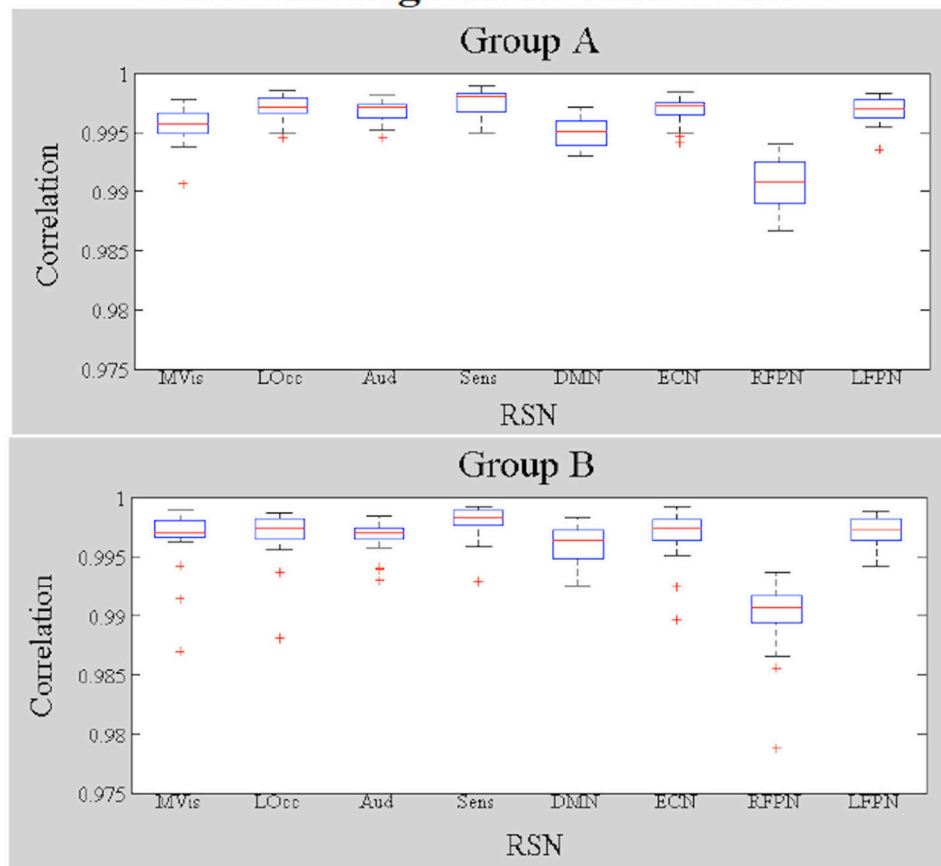 Group A
1
0.995
0.99
0.985
0.98
0.975
Correlation
MVis LOcc Aud Sens DMN ECN RFPN LFPN
RSN
Group B
1
0.995
0.99
0.985
0.98
0.975
Correlation
MVis LOcc Aud Sens DMN ECN RFPN LFPN
RSN